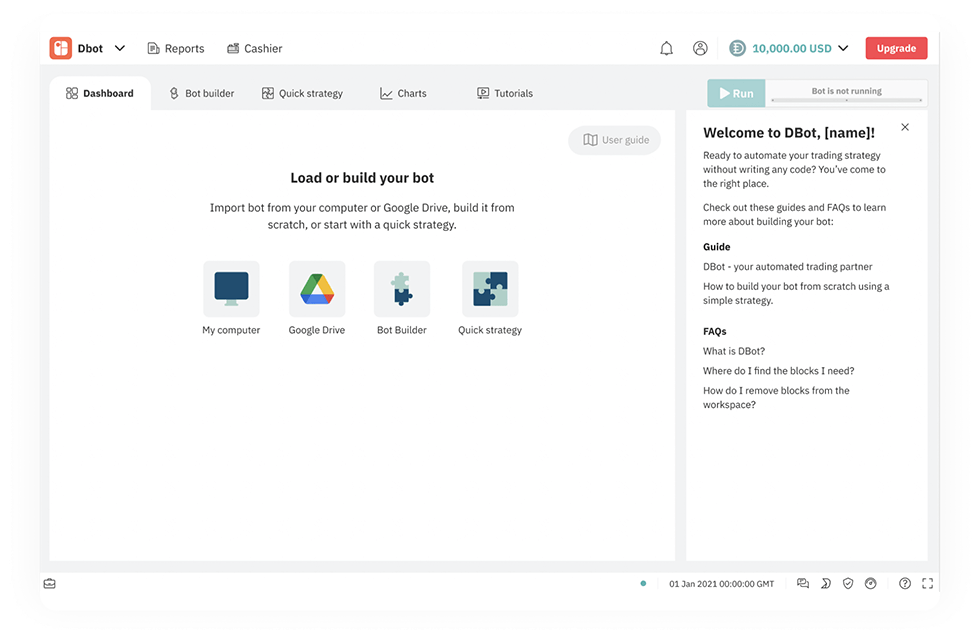 Dbot Reports Cashier 10,000.00 USD Upgrade
Dashboard Bot builder Quick strategy Charts Tutorials Run Bot is not running
User guide
Load or build your bot
Import bot from your computer or Google Drive, build it from
scratch, or start with a quick strategy.
My computer Google Drive Bot Builder Quick strategy
Welcome to DBot, [name]!
Ready to automate your trading strategy
without writing any code? You’ve come to
the right place.
Check out these guides and FAQs to learn
more about building your bot:
Guide
DBot - your automated trading partner
How to build your bot from scratch using a
simple strategy.
FAQs
What is DBot?
Where do I find the blocks I need?
How do I remove blocks from the
workspace?
01 Jan 2021 00:00:00 GMT